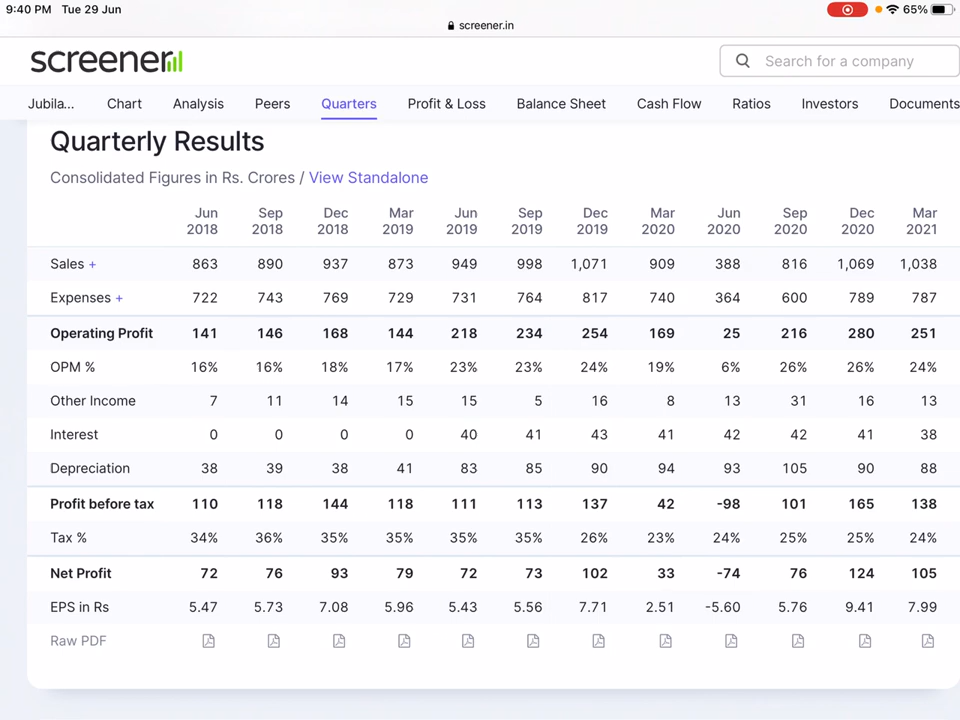 9:40 PM Tue 29 Jun 65%
screener.in
screener Search for a company
Jubila... Chart Analysis Peers Quarters Profit & Loss Balance Sheet Cash Flow Ratios Investors Documents
Quarterly Results
Consolidated Figures in Rs. Crores / View Standalone
Jun Sep Dec Mar Jun Sep Dec Mar Jun Sep Dec Mar
2018 2018 2018 2019 2019 2019 2019 2020 2020 2020 2020 2021
Sales + 863 890 937 873 949 998 1,071 909 388 816 1,069 1,038
Expenses + 722 743 769 729 731 764 817 740 364 600 789 787
Operating Profit 141 146 168 144 218 234 254 169 25 216 280 251
OPM % 16% 16% 18% 17% 23% 23% 24% 19% 6% 26% 26% 24%
Other Income 7 11 14 15 15 5 16 8 13 31 16 13
Interest 0 0 0 0 40 41 43 41 42 42 41 38
Depreciation 38 39 38 41 83 85 90 94 93 105 90 88
Profit before tax 110 118 144 118 111 113 137 42 -98 101 165 138
Tax % 34% 36% 35% 35% 35% 35% 26% 23% 24% 25% 25% 24%
Net Profit 72 76 93 79 72 73 102 33 -74 76 124 105
EPS in Rs 5.47 5.73 7.08 5.96 5.43 5.56 7.71 2.51 -5.60 5.76 9.41 7.99
Raw PDF